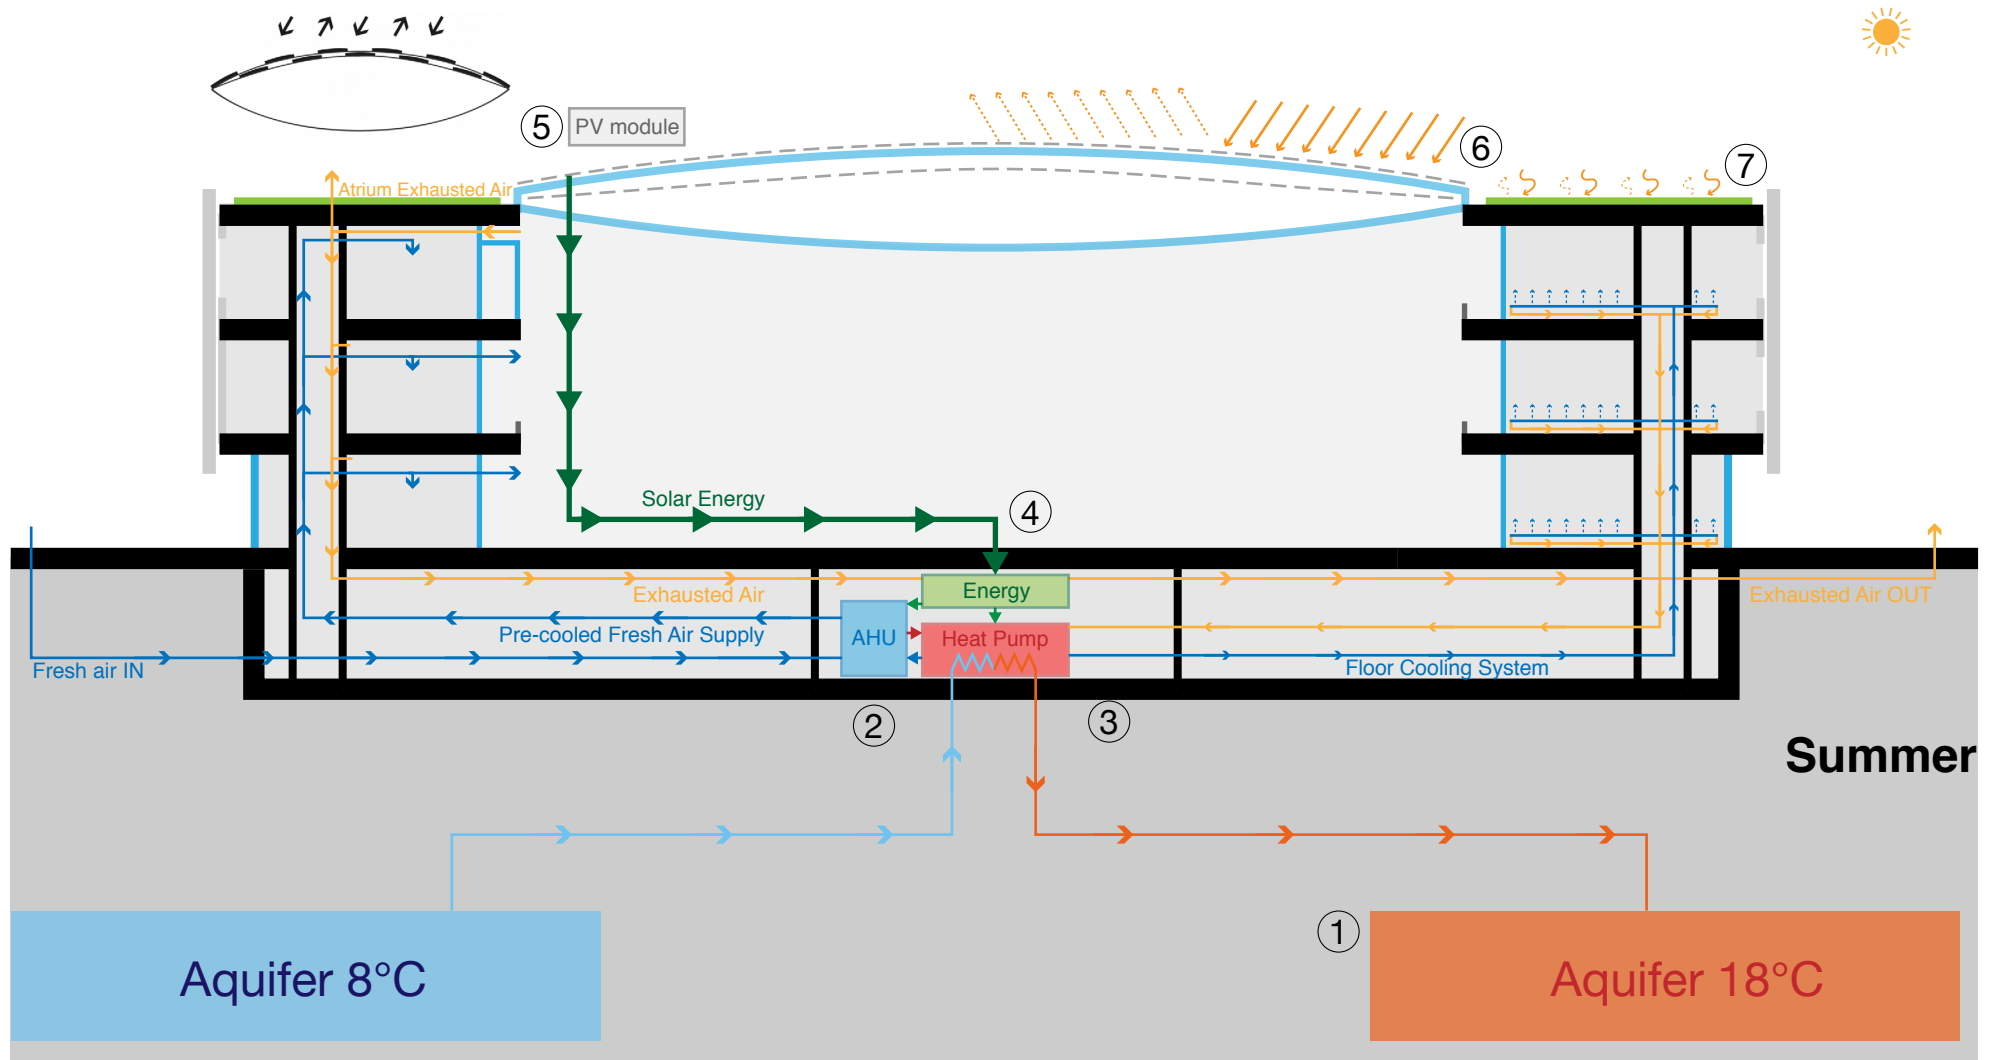 ⑤ PV module
⑥
⑦
Atrium Exhausted Air
Solar Energy
④
Energy
Exhausted Air
Exhausted Air OUT
Pre-cooled Fresh Air Supply
AHU
Heat Pump
Fresh air IN
Floor Cooling System
②
③
Summer
①
Aquifer 8°C
Aquifer 18°C